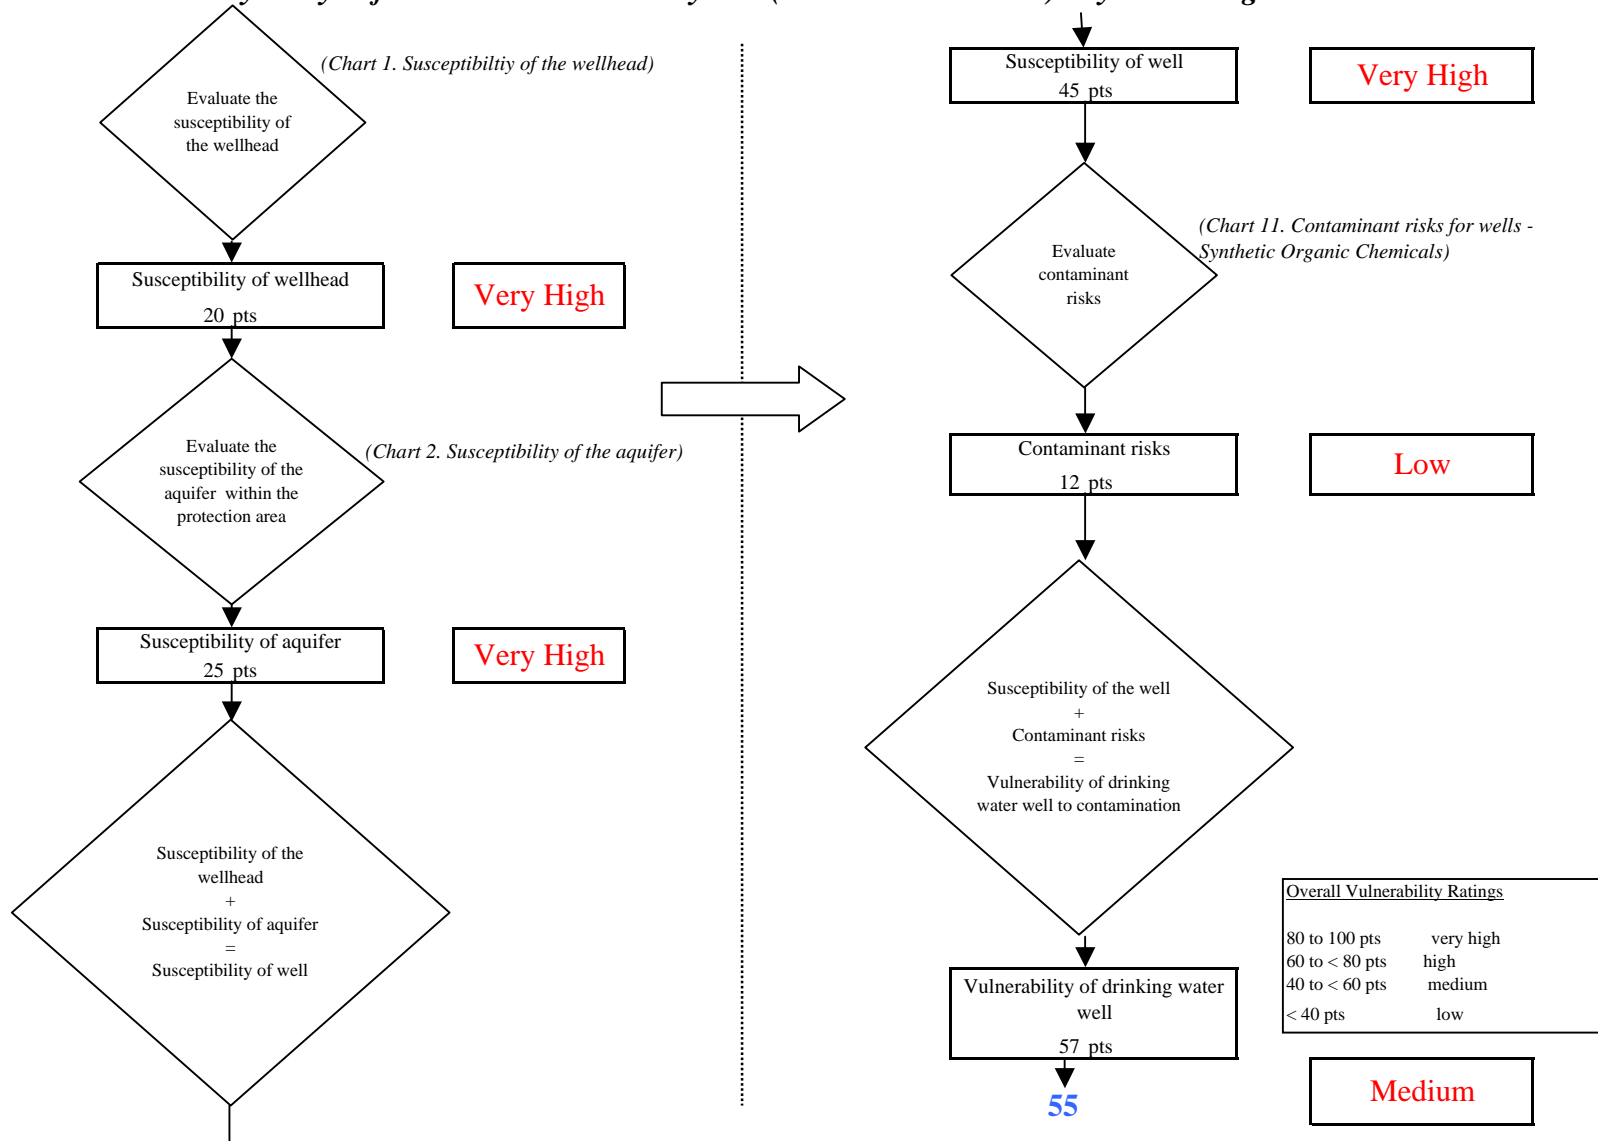 (Chart 1. Susceptibiltiy of the wellhead)
Evaluate the
susceptibility of
the wellhead
Susceptibility of wellhead
20 pts
Very High
Evaluate the
susceptibility of the
aquifer within the
protection area
(Chart 2. Susceptibility of the aquifer)
Susceptibility of aquifer
25 pts
Very High
Susceptibility of the
wellhead
+
Susceptibility of aquifer
=
Susceptibility of well
Susceptibility of well
45 pts
Very High
(Chart 11. Contaminant risks for wells -
Synthetic Organic Chemicals)
Evaluate
contaminant
risks
Contaminant risks
12 pts
Low
Susceptibility of the well
+
Contaminant risks
=
Vulnerability of drinking
water well to contamination
Overall Vulnerability Ratings
80 to 100 pts very high
60 to < 80 pts high
40 to < 60 pts medium
< 40 pts low
Vulnerability of drinking water
well
57 pts
55
Medium